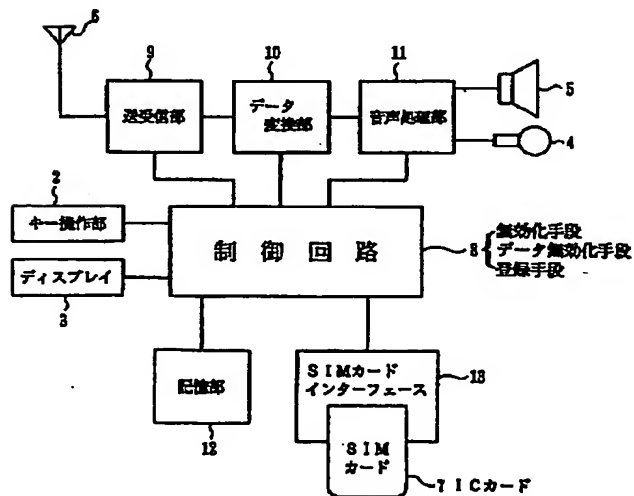 6
9
10
11
送受信部
データ
変換部
音声処理部
5
4
2
キー操作部
ディスプレイ
3
制御回路
8
無効化手段
データ無効化手段
登録手段
記憶部
12
SIMカード
インターフェース
13
SIM
カード
7 ICカード